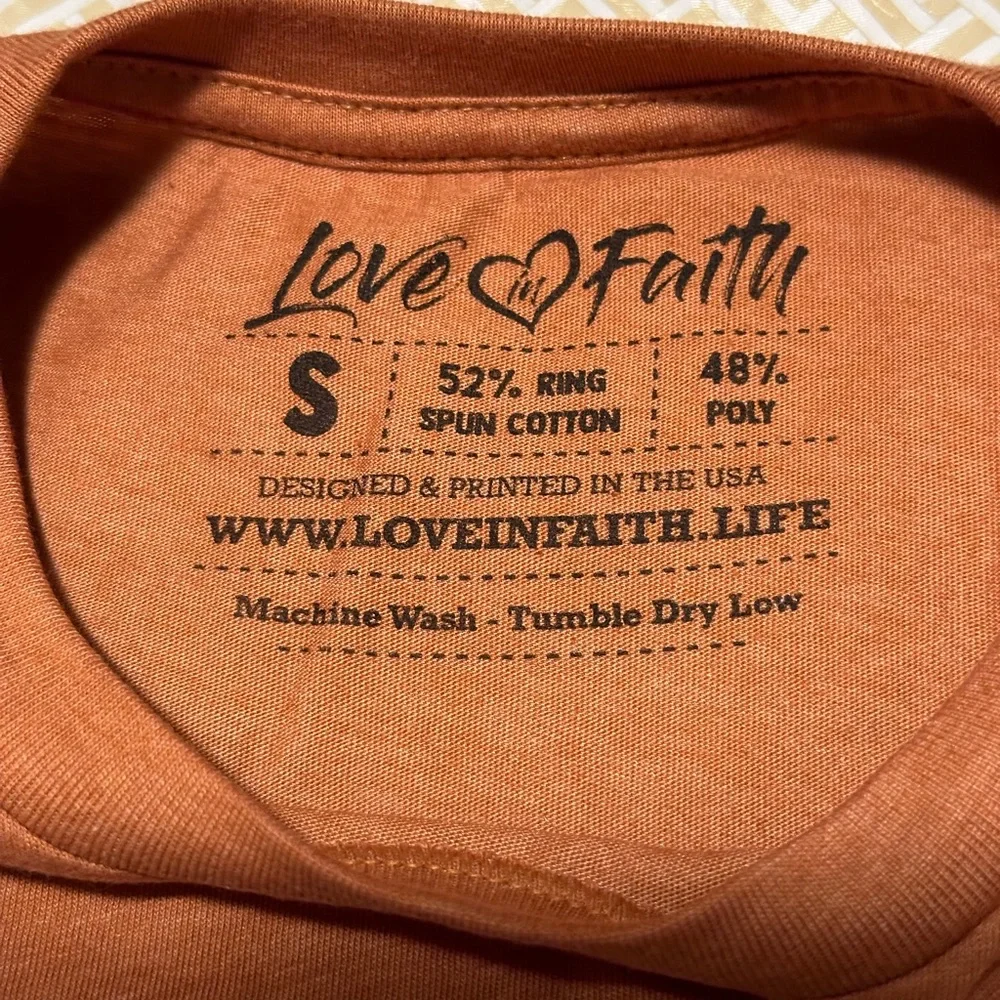 Love in Faith
S 52% RING SPUN COTTON 48% POLY
DESIGNED & PRINTED IN THE USA
WWW.LOVEINFAITH.LIFE
Machine Wash - Tumble Dry Low